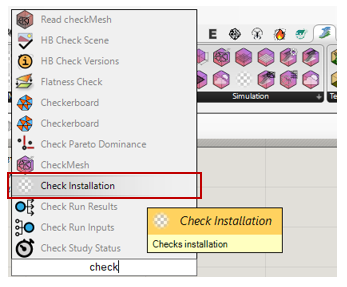 Read checkMesh
HB Check Scene
HB Check Versions
Flatness Check
Checkerboard
Checkerboard
Check Pareto Dominance
CheckMesh
Check Installation
Check Run Results
Check Run Inputs
Check Study Status
check
E
Simulation
Te
Check Installation
Checks installation